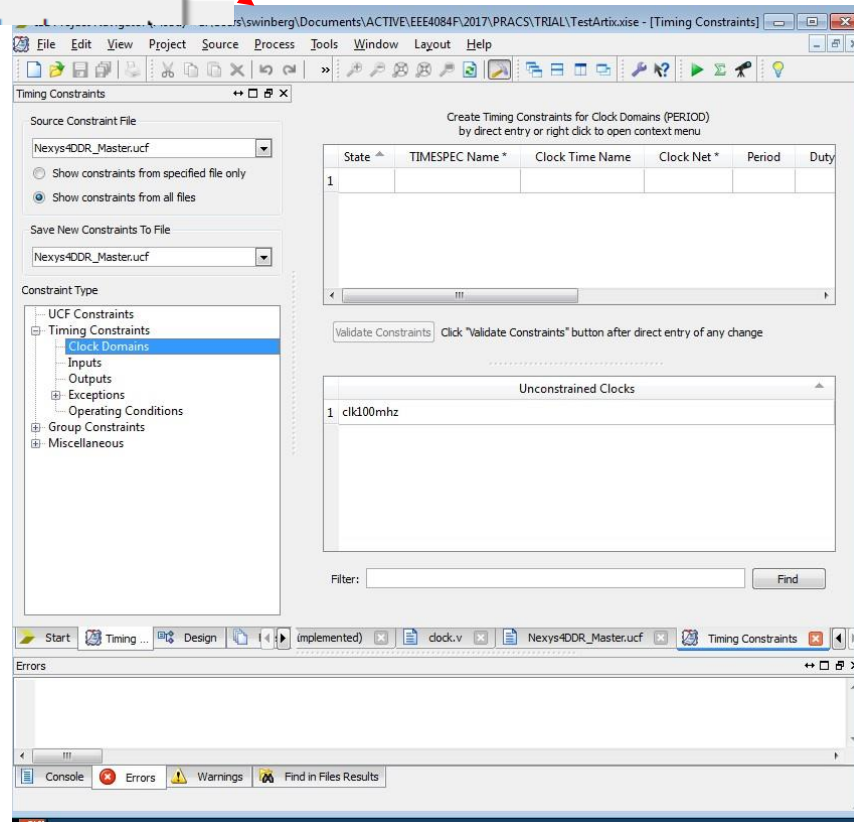 \Documents\ACTIVE\EEE4084F\2017\PRACS\TRIAL\TestArtix.xise - [Timing Constraints]
File Edit View Project Source Process Tools Window Layout Help
Timing Constraints
Source Constraint File
Nexys4DDR_Master.ucf
Show constraints from specified file only
Show constraints from all files
Save New Constraints To File
Nexys4DDR_Master.ucf
Constraint Type
UCF Constraints
Timing Constraints
Clock Domains
Inputs
Outputs
Exceptions
Operating Conditions
Group Constraints
Miscellaneous
Create Timing Constraints for Clock Domains (PERIOD)
by direct entry or right click to open context menu
State TIMESPEC Name * Clock Time Name Clock Net * Period Duty
1
Validate Constraints Click "Validate Constraints" button after direct entry of any change
Unconstrained Clocks
1 clk100mhz
Filter: Find
Start Timing ... Design implemented) clock.v Nexys4DDR_Master.ucf Timing Constraints
Errors
Console Errors Warnings Find in Files Results